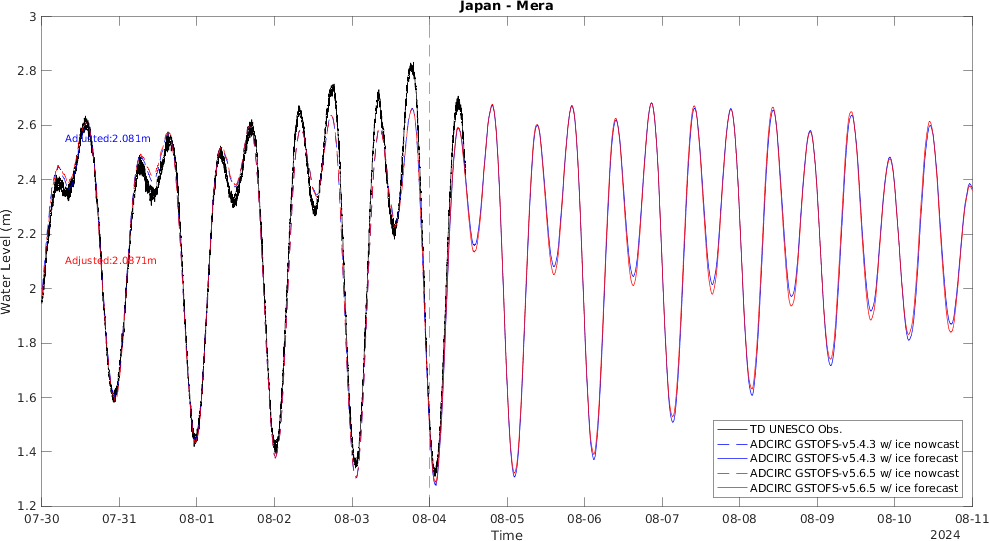 Japan - Mera
3
2.8
2.6
2.4
2.2
2
1.8
1.6
1.4
1.2
Water Level (m)
Adjusted:2.081m
Adjusted:2.0871m
TD UNESCO Obs.
ADCIRC GSTOFS-v5.4.3 w/ ice nowcast
ADCIRC GSTOFS-v5.4.3 w/ ice forecast
ADCIRC GSTOFS-v5.6.5 w/ ice nowcast
ADCIRC GSTOFS-v5.6.5 w/ ice forecast
07-30 07-31 08-01 08-02 08-03 08-04 08-05 08-06 08-07 08-08 08-09 08-10 08-11
Time
2024